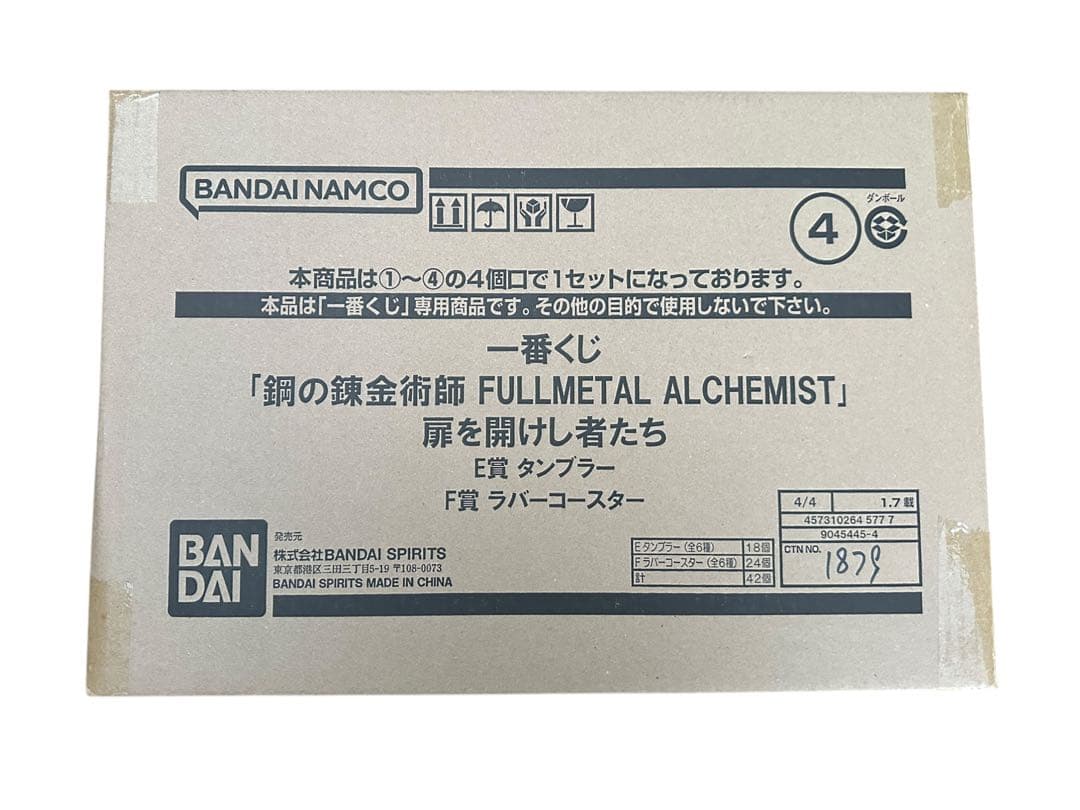 BANDAI NAMCO
4
ダンボール
本商品は①～④の4個口で1セットになっております。
本品は「一番くじ」専用商品です。その他の目的で使用しないで下さい。
一番くじ
「鋼の錬金術師 FULLMETAL ALCHEMIST」
扉を開けし者たち
E賞 タンブラー
F賞 ラバーコースター
BAN
DAI
発売元
株式会社BANDAI SPIRITS
東京都港区三田三丁目5-19 〒108-0073
BANDAI SPIRITS MADE IN CHINA
E タンブラー (全6種) 18個
F ラバーコースター (全6種) 24個
計 42個
4/4 1.7 載
457310264 577 7
9045445-4
CTN NO. 1879